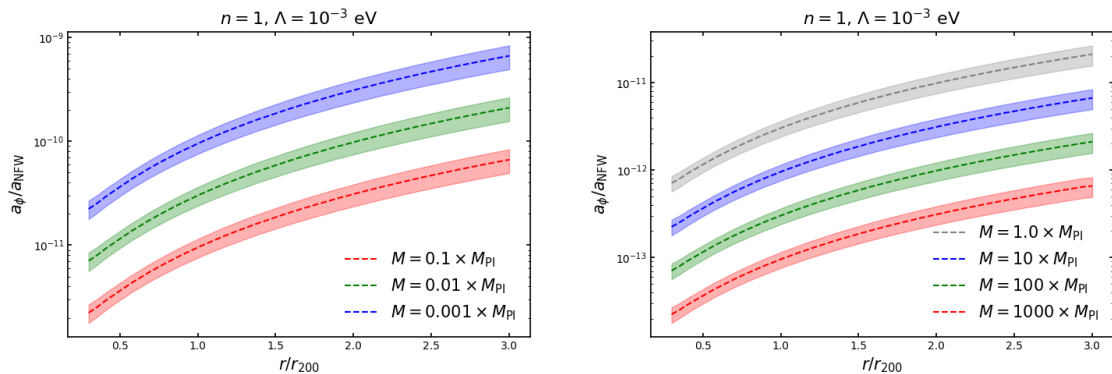 n = 1, Λ = 10⁻³ eV
a_ϕ/a_NFW
10⁻⁹
10⁻¹⁰
10⁻¹¹
M = 0.1 × M_Pl
M = 0.01 × M_Pl
M = 0.001 × M_Pl
0.5 1.0 1.5 2.0 2.5 3.0
r/r₂₀₀
n = 1, Λ = 10⁻³ eV
a_ϕ/a_NFW
10⁻¹¹
10⁻¹²
10⁻¹³
M = 1.0 × M_Pl
M = 10 × M_Pl
M = 100 × M_Pl
M = 1000 × M_Pl
0.5 1.0 1.5 2.0 2.5 3.0
r/r₂₀₀